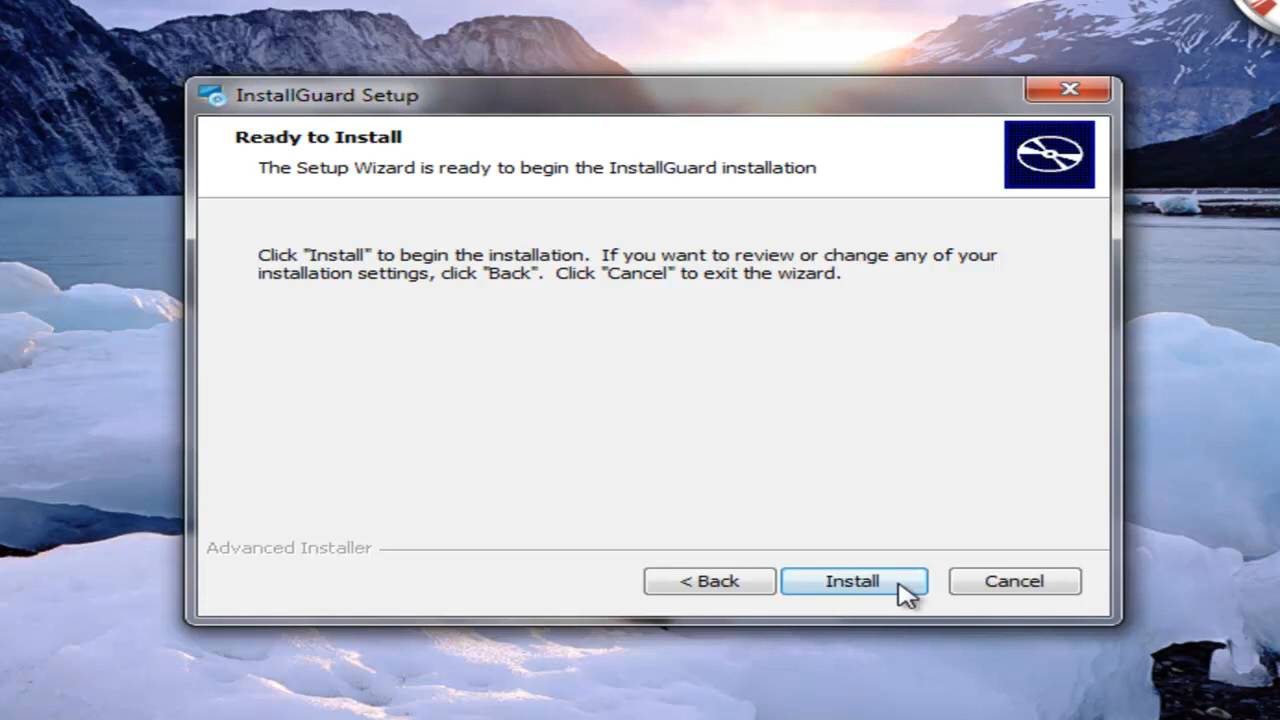 InstallGuard Setup
Ready to Install
The Setup Wizard is ready to begin the InstallGuard installation
Click "Install" to begin the installation.  If you want to review or change any of your
installation settings, click "Back".  Click "Cancel" to exit the wizard.
Advanced Installer
< Back
Install
Cancel